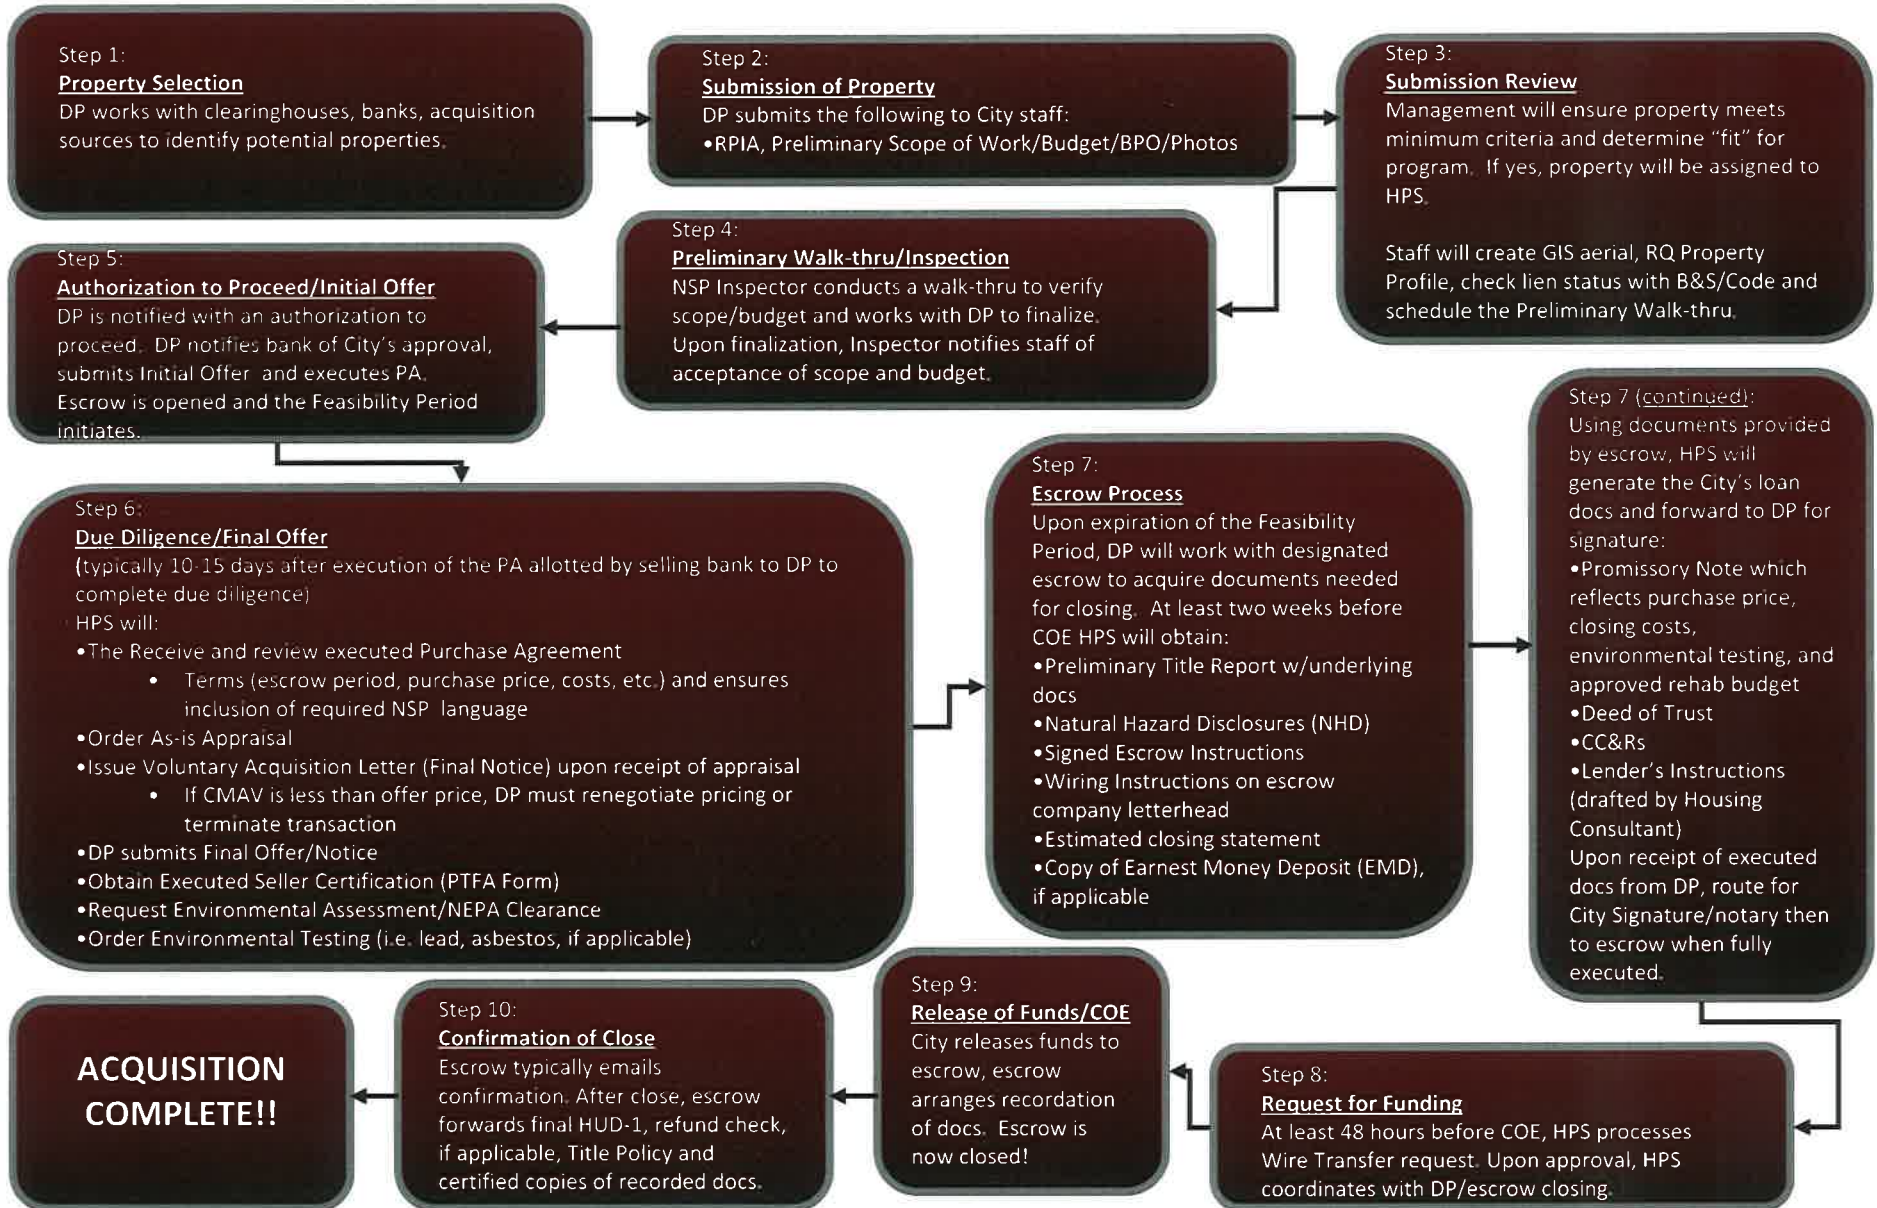 Step 1:
Property Selection
DP works with clearinghouses, banks, acquisition
sources to identify potential properties.
Step 2:
Submission of Property
DP submits the following to City staff:
•RPIA, Preliminary Scope of Work/Budget/BPO/Photos
Step 3:
Submission Review
Management will ensure property meets
minimum criteria and determine “fit” for
program. If yes, property will be assigned to
HPS.
Staff will create GIS aerial, RQ Property
Profile, check lien status with B&S/Code and
schedule the Preliminary Walk-thru.
Step 4:
Preliminary Walk-thru/Inspection
NSP Inspector conducts a walk-thru to verify
scope/budget and works with DP to finalize.
Upon finalization, Inspector notifies staff of
acceptance of scope and budget.
Step 5:
Authorization to Proceed/Initial Offer
DP is notified with an authorization to
proceed. DP notifies bank of City’s approval,
submits Initial Offer and executes PA.
Escrow is opened and the Feasibility Period
initiates.
Step 6:
Due Diligence/Final Offer
(typically 10-15 days after execution of the PA allotted by selling bank to DP to
complete due diligence)
HPS will:
•The Receive and review executed Purchase Agreement
• Terms (escrow period, purchase price, costs, etc.) and ensures
inclusion of required NSP language
•Order As-is Appraisal
•Issue Voluntary Acquisition Letter (Final Notice) upon receipt of appraisal
• If CMAV is less than offer price, DP must renegotiate pricing or
terminate transaction
•DP submits Final Offer/Notice
•Obtain Executed Seller Certification (PTFA Form)
•Request Environmental Assessment/NEPA Clearance
•Order Environmental Testing (i.e. lead, asbestos, if applicable)
Step 7:
Escrow Process
Upon expiration of the Feasibility
Period, DP will work with designated
escrow to acquire documents needed
for closing. At least two weeks before
COE HPS will obtain:
•Preliminary Title Report w/underlying
docs
•Natural Hazard Disclosures (NHD)
•Signed Escrow Instructions
•Wiring Instructions on escrow
company letterhead
•Estimated closing statement
•Copy of Earnest Money Deposit (EMD),
if applicable
Step 7 (continued):
Using documents provided
by escrow, HPS will
generate the City’s loan
docs and forward to DP for
signature:
•Promissory Note which
reflects purchase price,
closing costs,
environmental testing, and
approved rehab budget
•Deed of Trust
•CC&Rs
•Lender’s Instructions
(drafted by Housing
Consultant)
Upon receipt of executed
docs from DP, route for
City Signature/notary then
to escrow when fully
executed.
Step 8:
Request for Funding
At least 48 hours before COE, HPS processes
Wire Transfer request. Upon approval, HPS
coordinates with DP/escrow closing.
Step 9:
Release of Funds/COE
City releases funds to
escrow, escrow
arranges recordation
of docs. Escrow is
now closed!
Step 10:
Confirmation of Close
Escrow typically emails
confirmation. After close, escrow
forwards final HUD-1, refund check,
if applicable, Title Policy and
certified copies of recorded docs.
ACQUISITION
COMPLETE!!